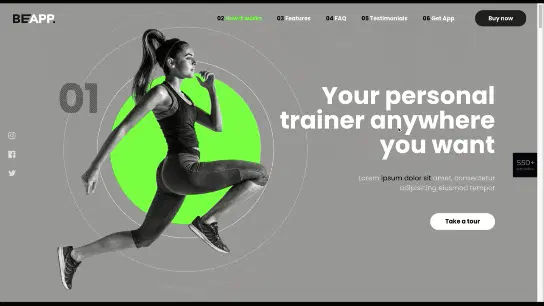 BEAPP.
02 How it works 03 Features 04 FAQ 05 Testimonials 06 Get App Buy now
01
Your personal
trainer anywhere
you want
Lorem ipsum dolor sit amet, consectetur
adipisicing eiusmod tempor
550+
Take a tour